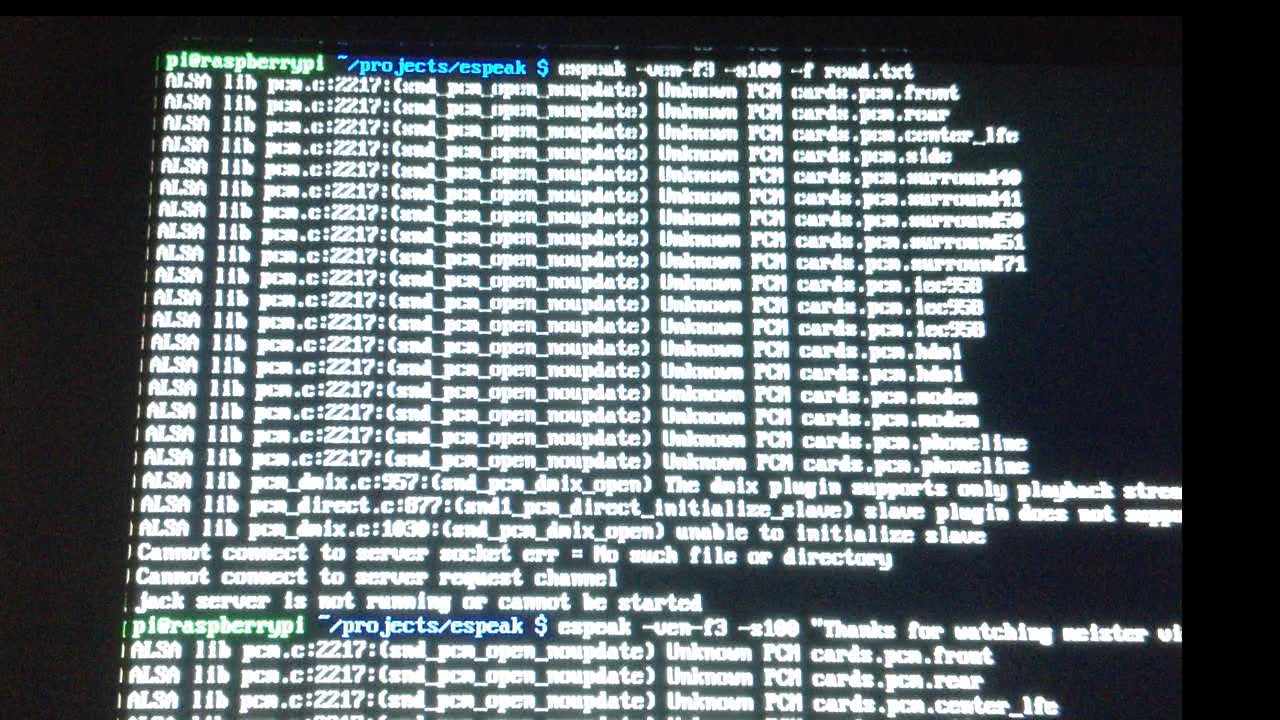 pi@raspberrypi ~/projects/espeak $ espeak -ven-f3 -s100 -f read.txt
ALSA lib pcm.c:2217:(snd_pcm_open_noupdate) Unknown PCM cards.pcm.front
ALSA lib pcm.c:2217:(snd_pcm_open_noupdate) Unknown PCM cards.pcm.rear
ALSA lib pcm.c:2217:(snd_pcm_open_noupdate) Unknown PCM cards.pcm.center_lfe
ALSA lib pcm.c:2217:(snd_pcm_open_noupdate) Unknown PCM cards.pcm.side
ALSA lib pcm.c:2217:(snd_pcm_open_noupdate) Unknown PCM cards.pcm.surround40
ALSA lib pcm.c:2217:(snd_pcm_open_noupdate) Unknown PCM cards.pcm.surround41
ALSA lib pcm.c:2217:(snd_pcm_open_noupdate) Unknown PCM cards.pcm.surround50
ALSA lib pcm.c:2217:(snd_pcm_open_noupdate) Unknown PCM cards.pcm.surround51
ALSA lib pcm.c:2217:(snd_pcm_open_noupdate) Unknown PCM cards.pcm.surround71
ALSA lib pcm.c:2217:(snd_pcm_open_noupdate) Unknown PCM cards.pcm.iec958
ALSA lib pcm.c:2217:(snd_pcm_open_noupdate) Unknown PCM cards.pcm.iec958
ALSA lib pcm.c:2217:(snd_pcm_open_noupdate) Unknown PCM cards.pcm.iec958
ALSA lib pcm.c:2217:(snd_pcm_open_noupdate) Unknown PCM cards.pcm.hdmi
ALSA lib pcm.c:2217:(snd_pcm_open_noupdate) Unknown PCM cards.pcm.hdmi
ALSA lib pcm.c:2217:(snd_pcm_open_noupdate) Unknown PCM cards.pcm.modem
ALSA lib pcm.c:2217:(snd_pcm_open_noupdate) Unknown PCM cards.pcm.modem
ALSA lib pcm.c:2217:(snd_pcm_open_noupdate) Unknown PCM cards.pcm.phoneline
ALSA lib pcm.c:2217:(snd_pcm_open_noupdate) Unknown PCM cards.pcm.phoneline
ALSA lib pcm_dmix.c:957:(snd_pcm_dmix_open) The dmix plugin supports only playback strea
ALSA lib pcm_direct.c:877:(snd1_pcm_direct_initialize_slave) slave plugin does not supp
ALSA lib pcm_dmix.c:1030:(snd_pcm_dmix_open) unable to initialize slave
Cannot connect to server socket err = No such file or directory
Cannot connect to server request channel
jack server is not running or cannot be started
pi@raspberrypi ~/projects/espeak $ espeak -ven-f3 -s100 "Thanks for watching meister vi
ALSA lib pcm.c:2217:(snd_pcm_open_noupdate) Unknown PCM cards.pcm.front
ALSA lib pcm.c:2217:(snd_pcm_open_noupdate) Unknown PCM cards.pcm.rear
ALSA lib pcm.c:2217:(snd_pcm_open_noupdate) Unknown PCM cards.pcm.center_lfe